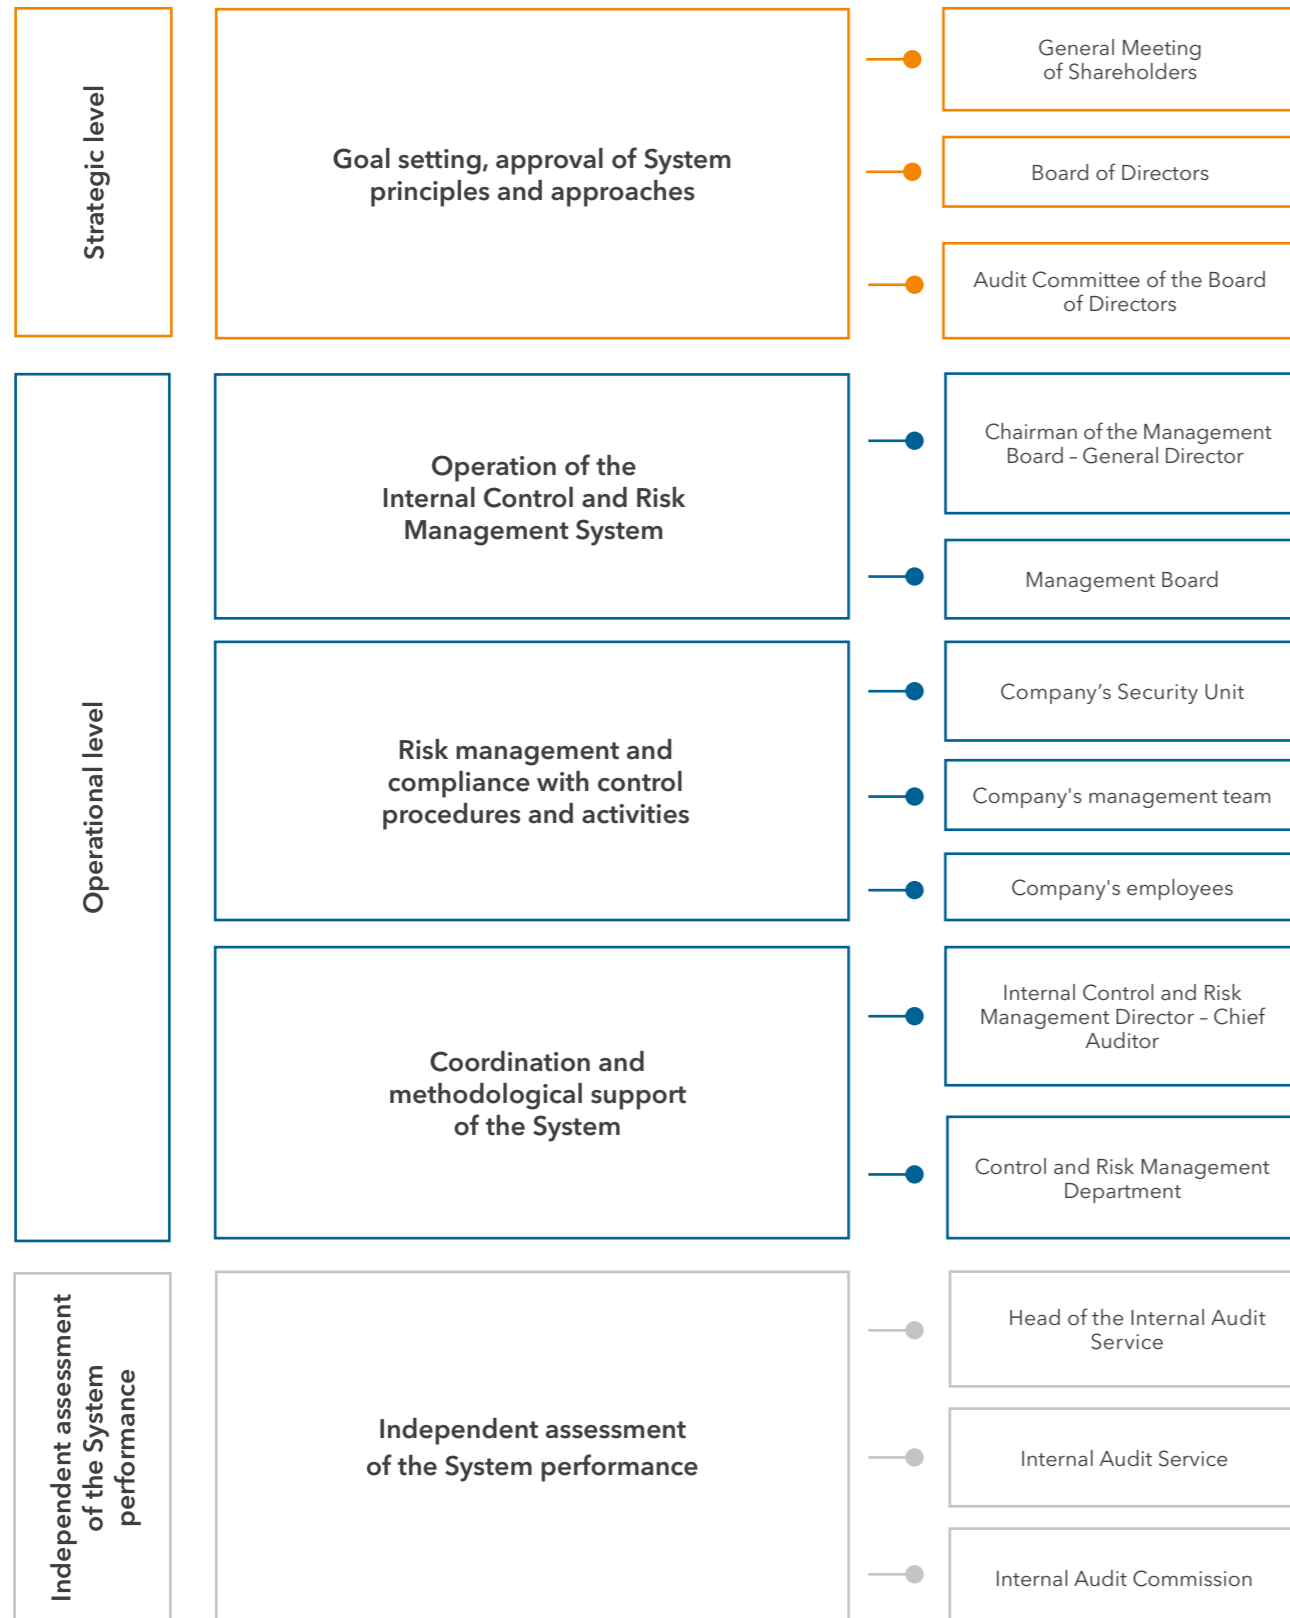 Strategic level
Goal setting, approval of System
principles and approaches
General Meeting
of Shareholders
Board of Directors
Audit Committee of the Board
of Directors
Operational level
Operation of the
Internal Control and Risk
Management System
Chairman of the Management
Board – General Director
Management Board
Risk management and
compliance with control
procedures and activities
Company’s Security Unit
Company's management team
Company's employees
Coordination and
methodological support
of the System
Internal Control and Risk
Management Director – Chief
Auditor
Control and Risk Management
Department
Independent assessment
of the System
performance
Independent assessment
of the System performance
Head of the Internal Audit
Service
Internal Audit Service
Internal Audit Commission